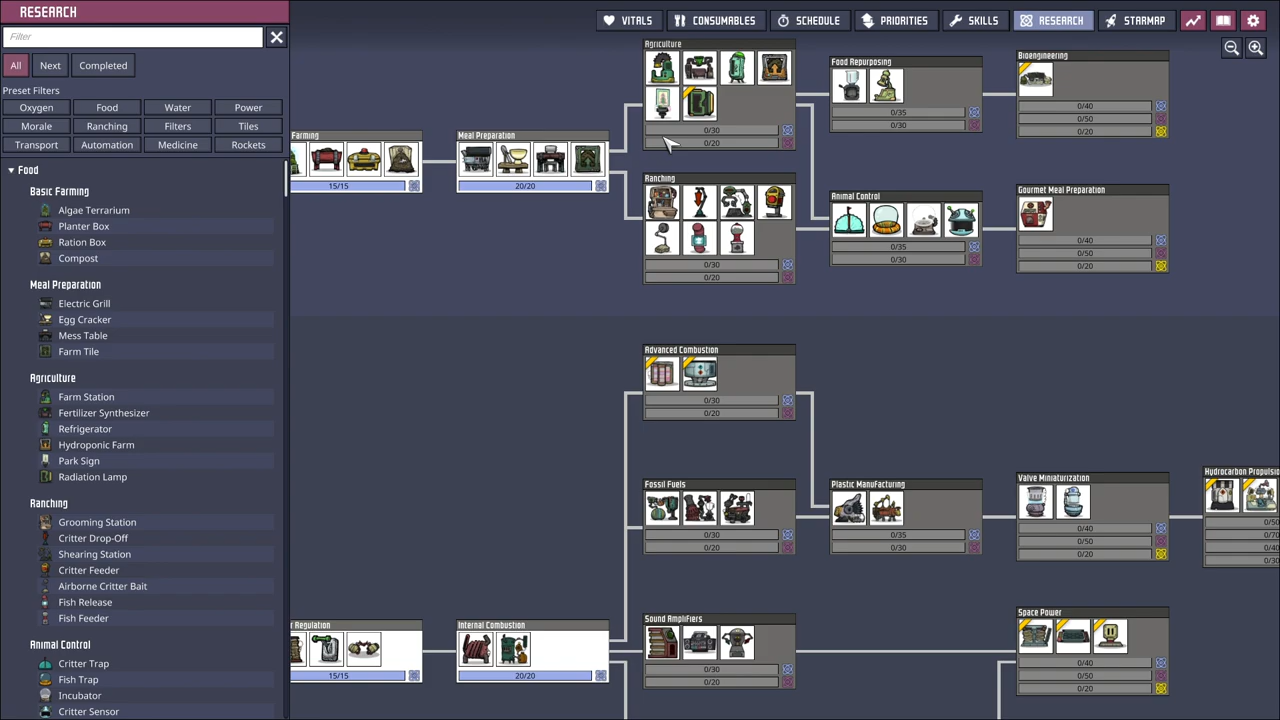 RESEARCH
VITALS
CONSUMABLES
SCHEDULE
PRIORITIES
SKILLS
RESEARCH
STARMAP
Filter
All
Next
Completed
Preset Filters
Oxygen
Food
Water
Power
Morale
Ranching
Filters
Tiles
Transport
Automation
Medicine
Rockets
Food
Basic Farming
Algae Terrarium
Planter Box
Ration Box
Compost
Meal Preparation
Electric Grill
Egg Cracker
Mess Table
Farm Tile
Agriculture
Farm Station
Fertilizer Synthesizer
Refrigerator
Hydroponic Farm
Park Sign
Radiation Lamp
Ranching
Grooming Station
Critter Drop-Off
Shearing Station
Critter Feeder
Airborne Critter Bait
Fish Release
Fish Feeder
Animal Control
Critter Trap
Fish Trap
Incubator
Critter Sensor
Farming
15/15
Meal Preparation
20/20
Agriculture
0/30
0/20
Food Repurposing
0/35
0/30
Bioengineering
0/40
0/50
0/20
Ranching
0/30
0/20
Animal Control
0/35
0/30
Gourmet Meal Preparation
0/40
0/50
0/20
Advanced Combustion
0/30
0/20
Fossil Fuels
0/30
0/20
Plastic Manufacturing
0/35
0/30
Valve Miniaturization
0/40
0/50
0/20
Hydrocarbon Propulsio
0/50
0/70
0/40
0/30
r Regulation
15/15
Internal Combustion
20/20
Sound Amplifiers
0/30
0/20
Space Power
0/40
0/50
0/20